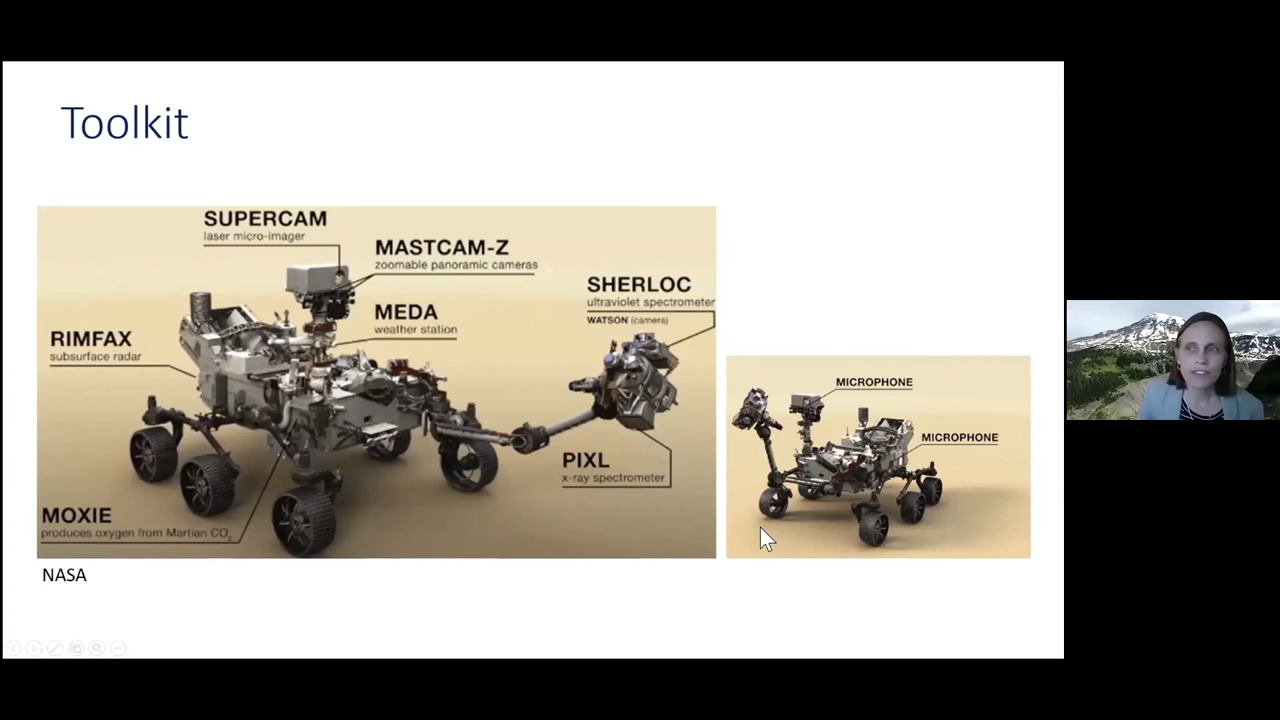 Toolkit
SUPERCAM
laser micro-imager
MASTCAM-Z
zoomable panoramic cameras
SHERLOC
ultraviolet spectrometer
WATSON (camera)
MEDA
weather station
RIMFAX
subsurface radar
PIXL
x-ray spectrometer
MOXIE
produces oxygen from Martian CO₂
MICROPHONE
MICROPHONE
NASA